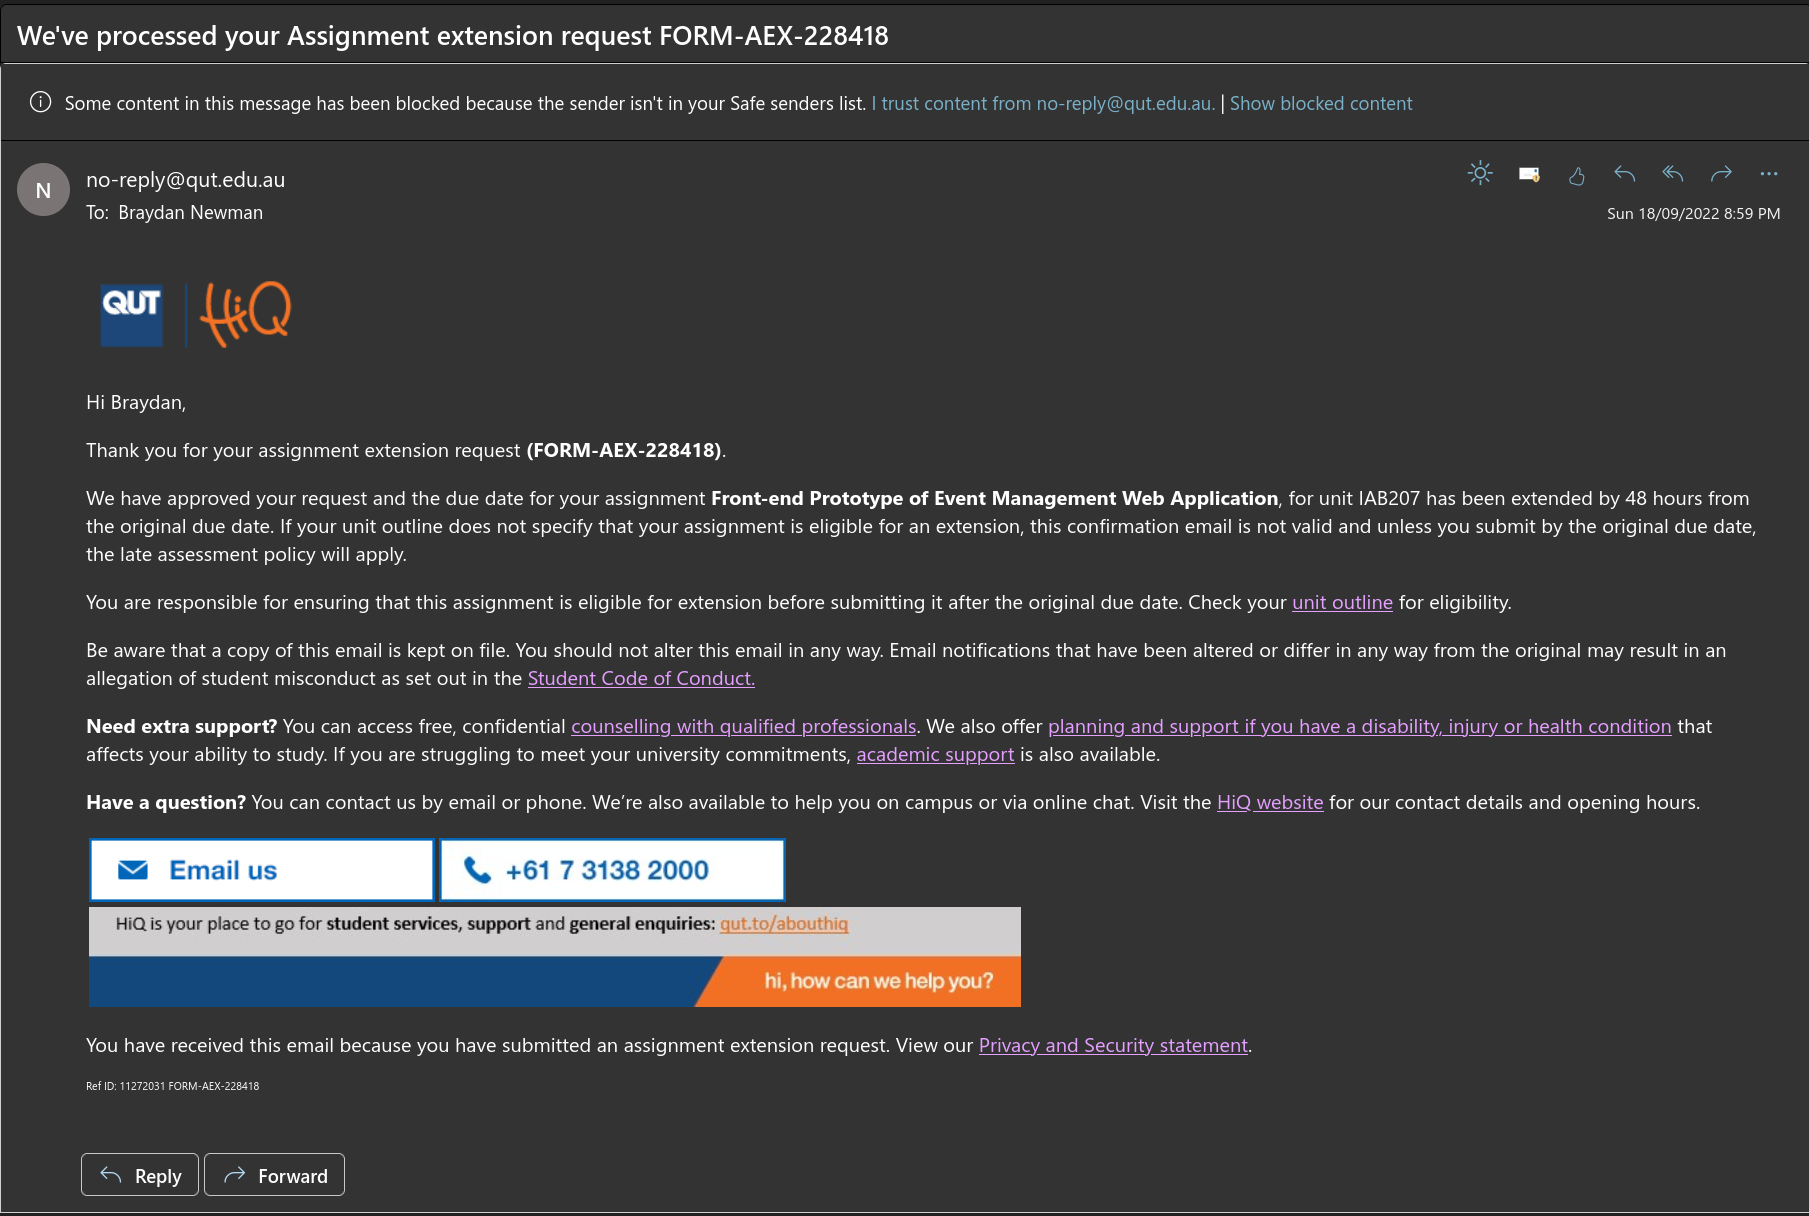 We've processed your Assignment extension request FORM-AEX-228418
Some content in this message has been blocked because the sender isn't in your Safe senders list. I trust content from no-reply@qut.edu.au. | Show blocked content
N
no-reply@qut.edu.au
To: Braydan Newman
Sun 18/09/2022 8:59 PM
QUT HiQ
Hi Braydan,
Thank you for your assignment extension request (FORM-AEX-228418).
We have approved your request and the due date for your assignment Front-end Prototype of Event Management Web Application, for unit IAB207 has been extended by 48 hours from
the original due date. If your unit outline does not specify that your assignment is eligible for an extension, this confirmation email is not valid and unless you submit by the original due date,
the late assessment policy will apply.
You are responsible for ensuring that this assignment is eligible for extension before submitting it after the original due date. Check your unit outline for eligibility.
Be aware that a copy of this email is kept on file. You should not alter this email in any way. Email notifications that have been altered or differ in any way from the original may result in an
allegation of student misconduct as set out in the Student Code of Conduct.
Need extra support? You can access free, confidential counselling with qualified professionals. We also offer planning and support if you have a disability, injury or health condition that
affects your ability to study. If you are struggling to meet your university commitments, academic support is also available.
Have a question? You can contact us by email or phone. We’re also available to help you on campus or via online chat. Visit the HiQ website for our contact details and opening hours.
Email us
+61 7 3138 2000
HiQ is your place to go for student services, support and general enquiries: qut.to/abouthiq
hi, how can we help you?
You have received this email because you have submitted an assignment extension request. View our Privacy and Security statement.
Ref ID: 11272031 FORM-AEX-228418
Reply
Forward